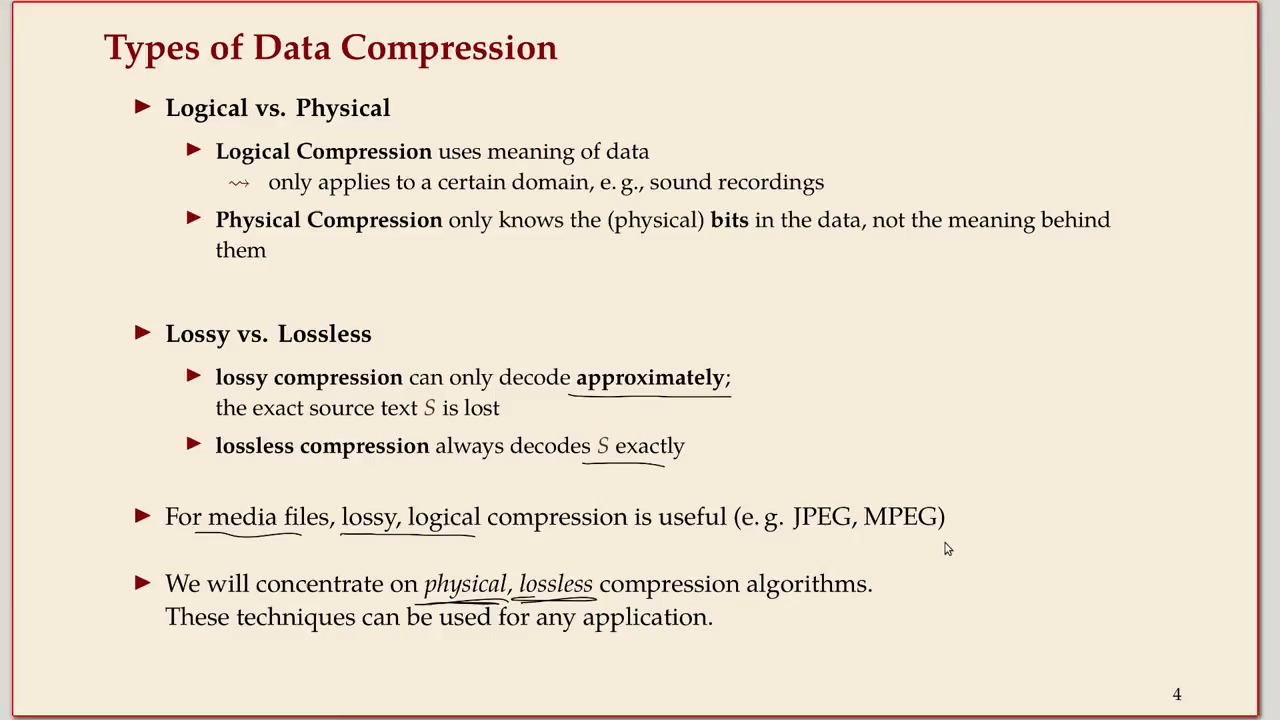 Types of Data Compression
▶ Logical vs. Physical
▶ Logical Compression uses meaning of data
⇝ only applies to a certain domain, e. g., sound recordings
▶ Physical Compression only knows the (physical) bits in the data, not the meaning behind
them
▶ Lossy vs. Lossless
▶ lossy compression can only decode approximately;
the exact source text S is lost
▶ lossless compression always decodes S exactly
▶ For media files, lossy, logical compression is useful (e. g. JPEG, MPEG)
▶ We will concentrate on physical, lossless compression algorithms.
These techniques can be used for any application.
4